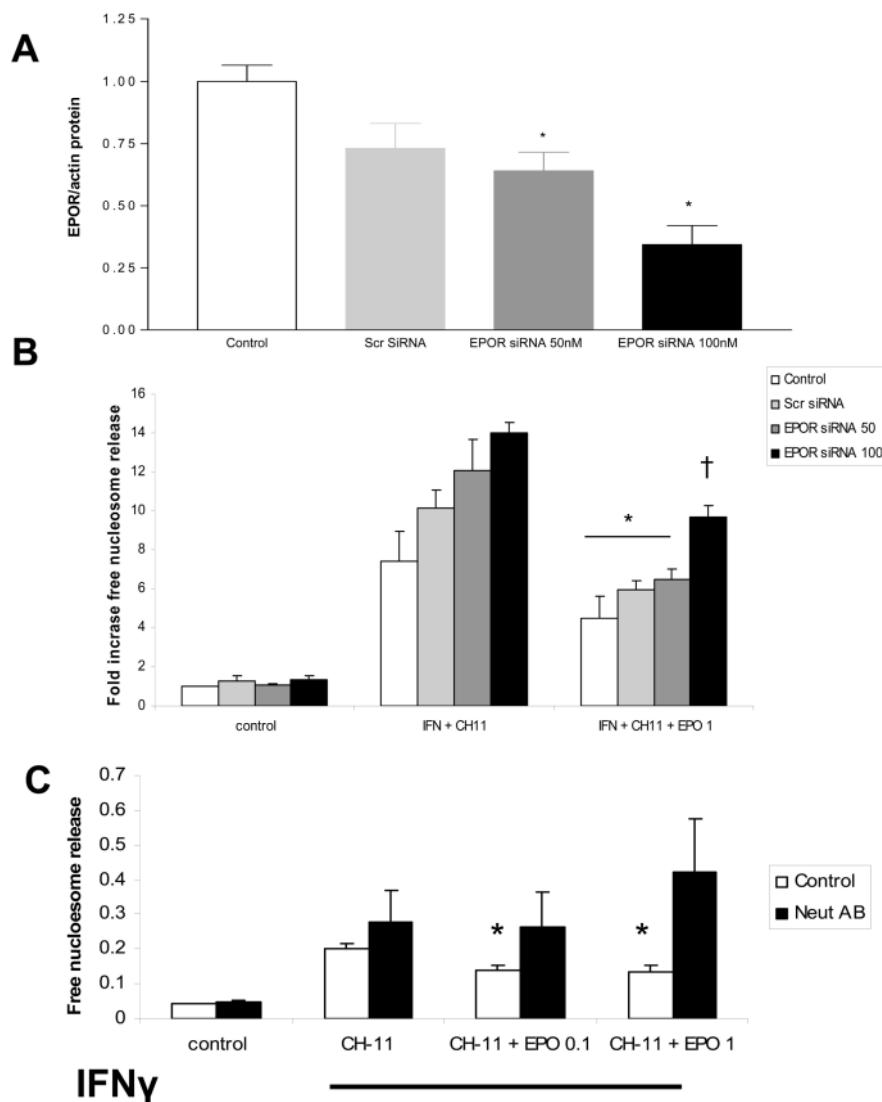 A
1.25
1.00
0.75
0.50
0.25
0.00
EPOR/actin protein
*
*
Control Scr SiRNA EPOR siRNA 50nM EPOR siRNA 100nM
B
16
14
12
10
8
6
4
2
0
Fold incrase free nucleosome release
*
†
control IFN + CH11 IFN + CH11 + EPO 1
Control
Scr siRNA
EPOR siRNA 50
EPOR siRNA 100
C
0.7
0.6
0.5
0.4
0.3
0.2
0.1
0
Free nucloesome release
*
*
control CH-11 CH-11 + EPO 0.1 CH-11 + EPO 1
Control
Neut AB
IFNγ